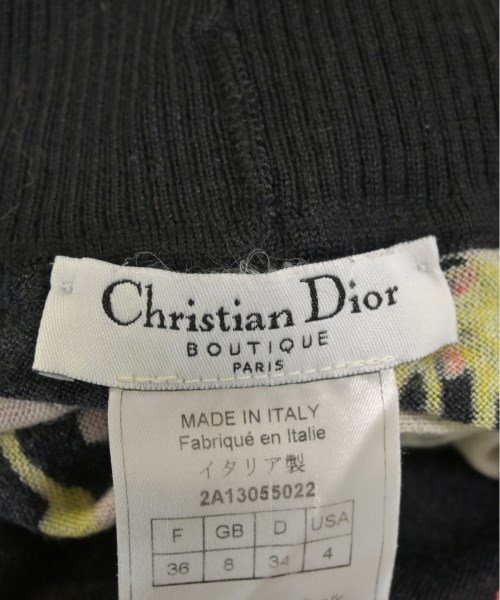 Christian Dior
BOUTIQUE
PARIS
MADE IN ITALY
Fabriqué en Italie
イタリア製
2A13055022
F GB D USA
36 8 34 4